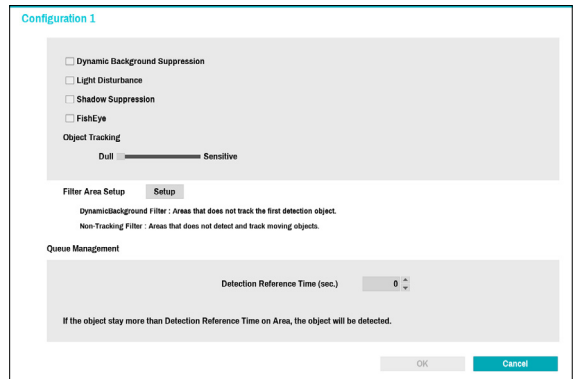 Configuration 1
Dynamic Background Suppression
Light Disturbance
Shadow Suppression
FishEye
Object Tracking
Dull Sensitive
Filter Area Setup Setup
DynamicBackground Filter : Areas that does not track the first detection object.
Non-Tracking Filter : Areas that does not detect and track moving objects.
Queue Management
Detection Reference Time (sec.) 0
If the object stay more than Detection Reference Time on Area, the object will be detected.
OK Cancel